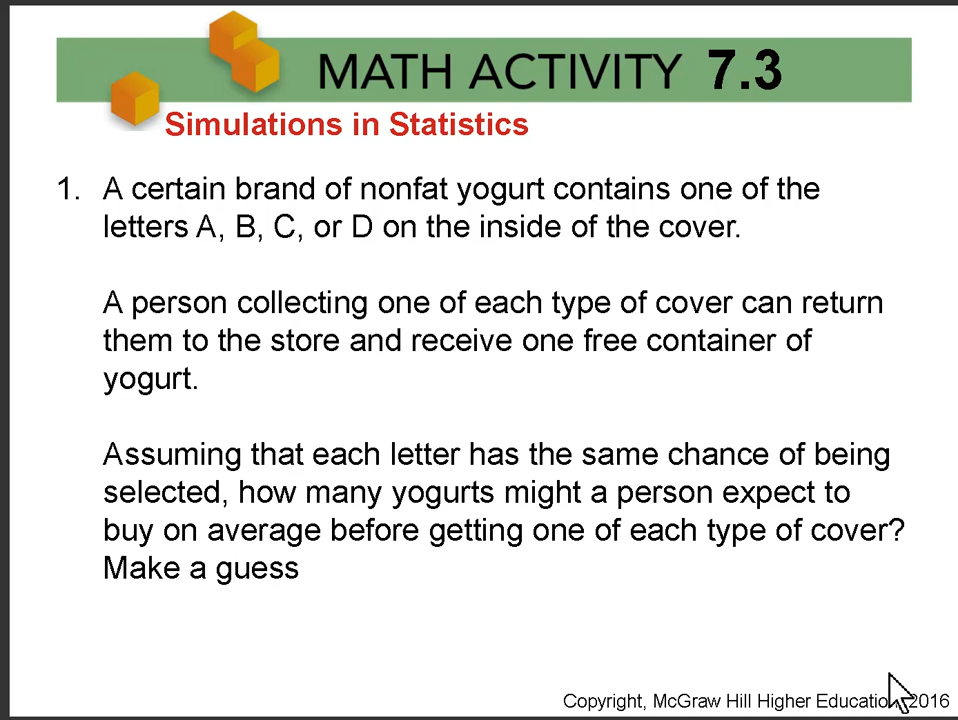 MATH ACTIVITY 7.3
Simulations in Statistics
1. A certain brand of nonfat yogurt contains one of the
letters A, B, C, or D on the inside of the cover.
A person collecting one of each type of cover can return
them to the store and receive one free container of
yogurt.
Assuming that each letter has the same chance of being
selected, how many yogurts might a person expect to
buy on average before getting one of each type of cover?
Make a guess
Copyright, McGraw Hill Higher Education, 2016